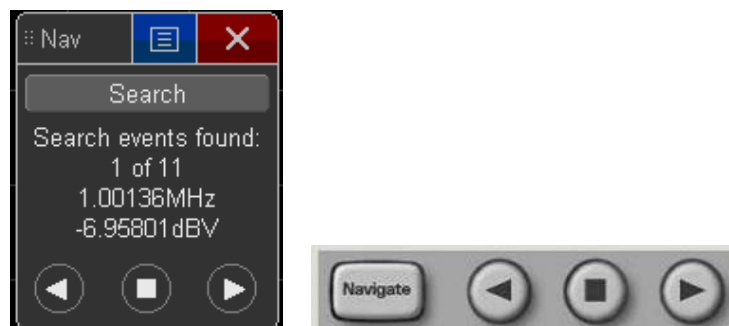 Nav
Search
Search events found:
1 of 11
1.00136MHz
-6.95801dBV
Navigate